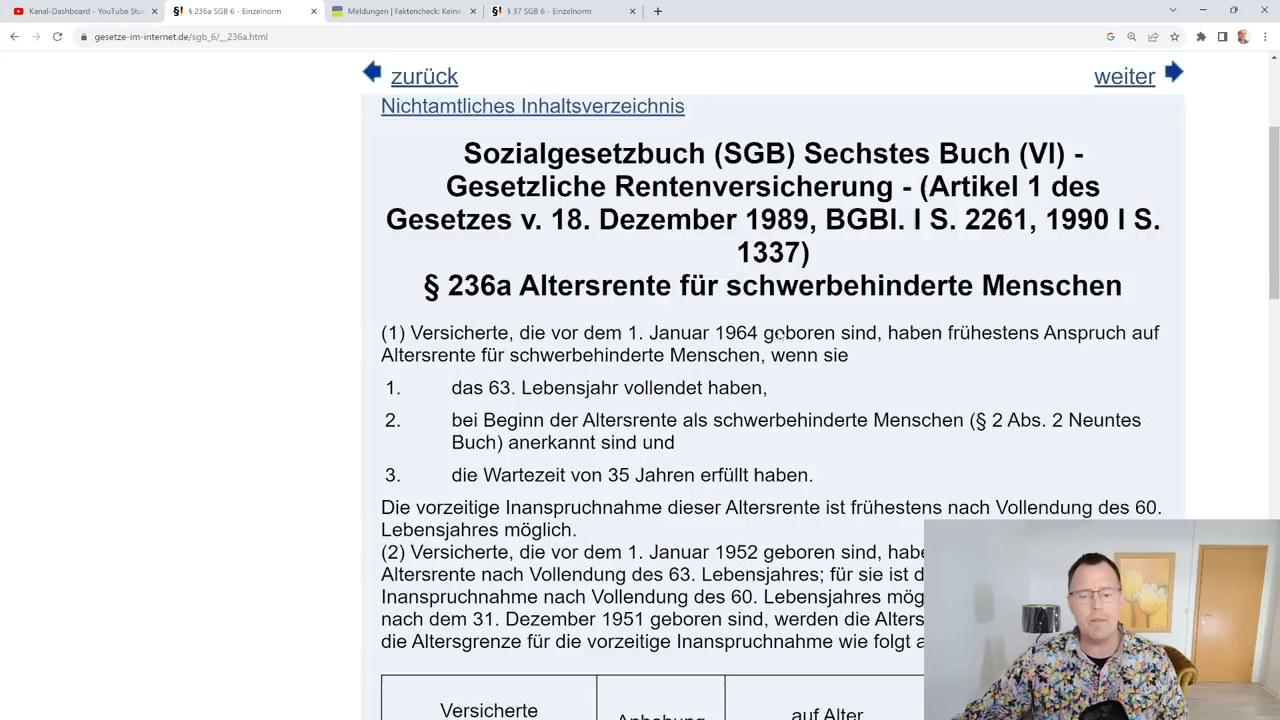 Kanal-Dashboard - YouTube Stu
§ 236a SGB 6 - Einzelnorm
Meldungen | Faktencheck: Keine
§ 37 SGB 6 - Einzelnorm
gesetze-im-internet.de/sgb_6/__236a.html
zurück
weiter
Nichtamtliches Inhaltsverzeichnis
Sozialgesetzbuch (SGB) Sechstes Buch (VI) -
Gesetzliche Rentenversicherung - (Artikel 1 des
Gesetzes v. 18. Dezember 1989, BGBl. I S. 2261, 1990 I S.
1337)
§ 236a Altersrente für schwerbehinderte Menschen
(1) Versicherte, die vor dem 1. Januar 1964 geboren sind, haben frühestens Anspruch auf
Altersrente für schwerbehinderte Menschen, wenn sie
1. das 63. Lebensjahr vollendet haben,
2. bei Beginn der Altersrente als schwerbehinderte Menschen (§ 2 Abs. 2 Neuntes
Buch) anerkannt sind und
3. die Wartezeit von 35 Jahren erfüllt haben.
Die vorzeitige Inanspruchnahme dieser Altersrente ist frühestens nach Vollendung des 60.
Lebensjahres möglich.
(2) Versicherte, die vor dem 1. Januar 1952 geboren sind, habe
Altersrente nach Vollendung des 63. Lebensjahres; für sie ist d
Inanspruchnahme nach Vollendung des 60. Lebensjahres mög
nach dem 31. Dezember 1951 geboren sind, werden die Alters
die Altersgrenze für die vorzeitige Inanspruchnahme wie folgt a
Versicherte
Anhebung
auf Alter